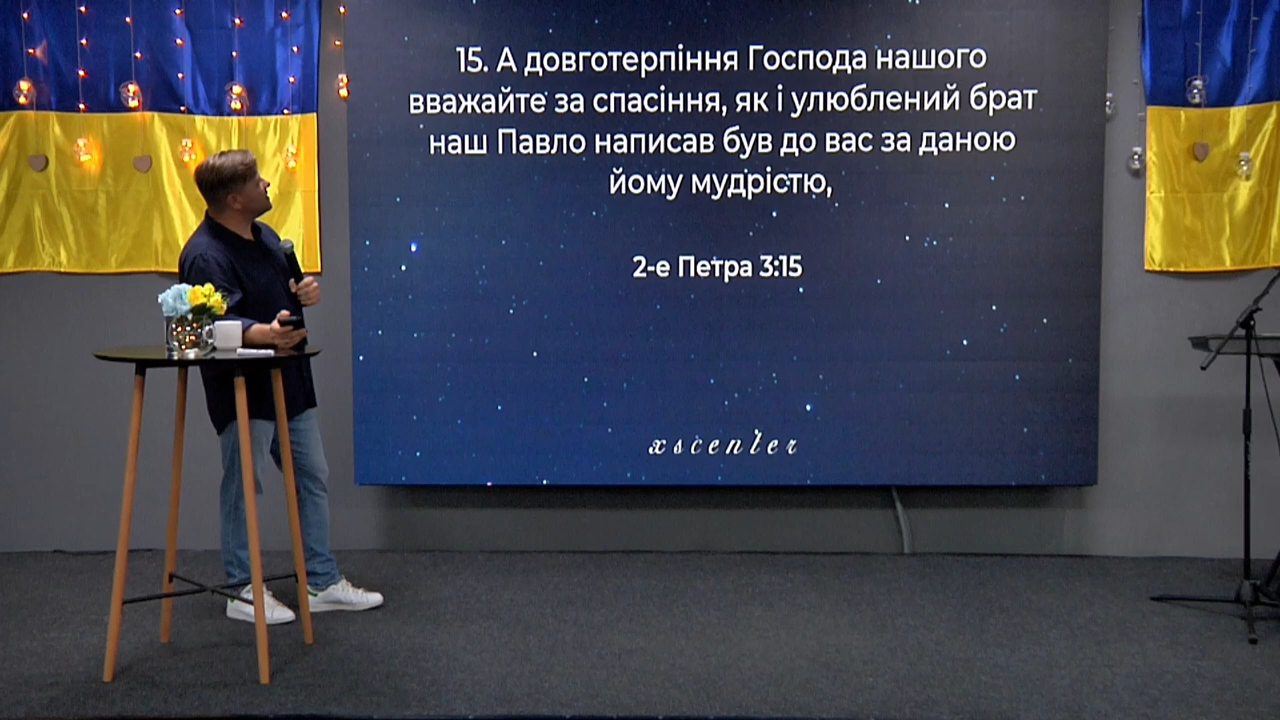 15. А довготерпіння Господа нашого
вважайте за спасіння, як і улюблений брат
наш Павло написав був до вас за даною
йому мудрістю,
2-е Петра 3:15
xscenter